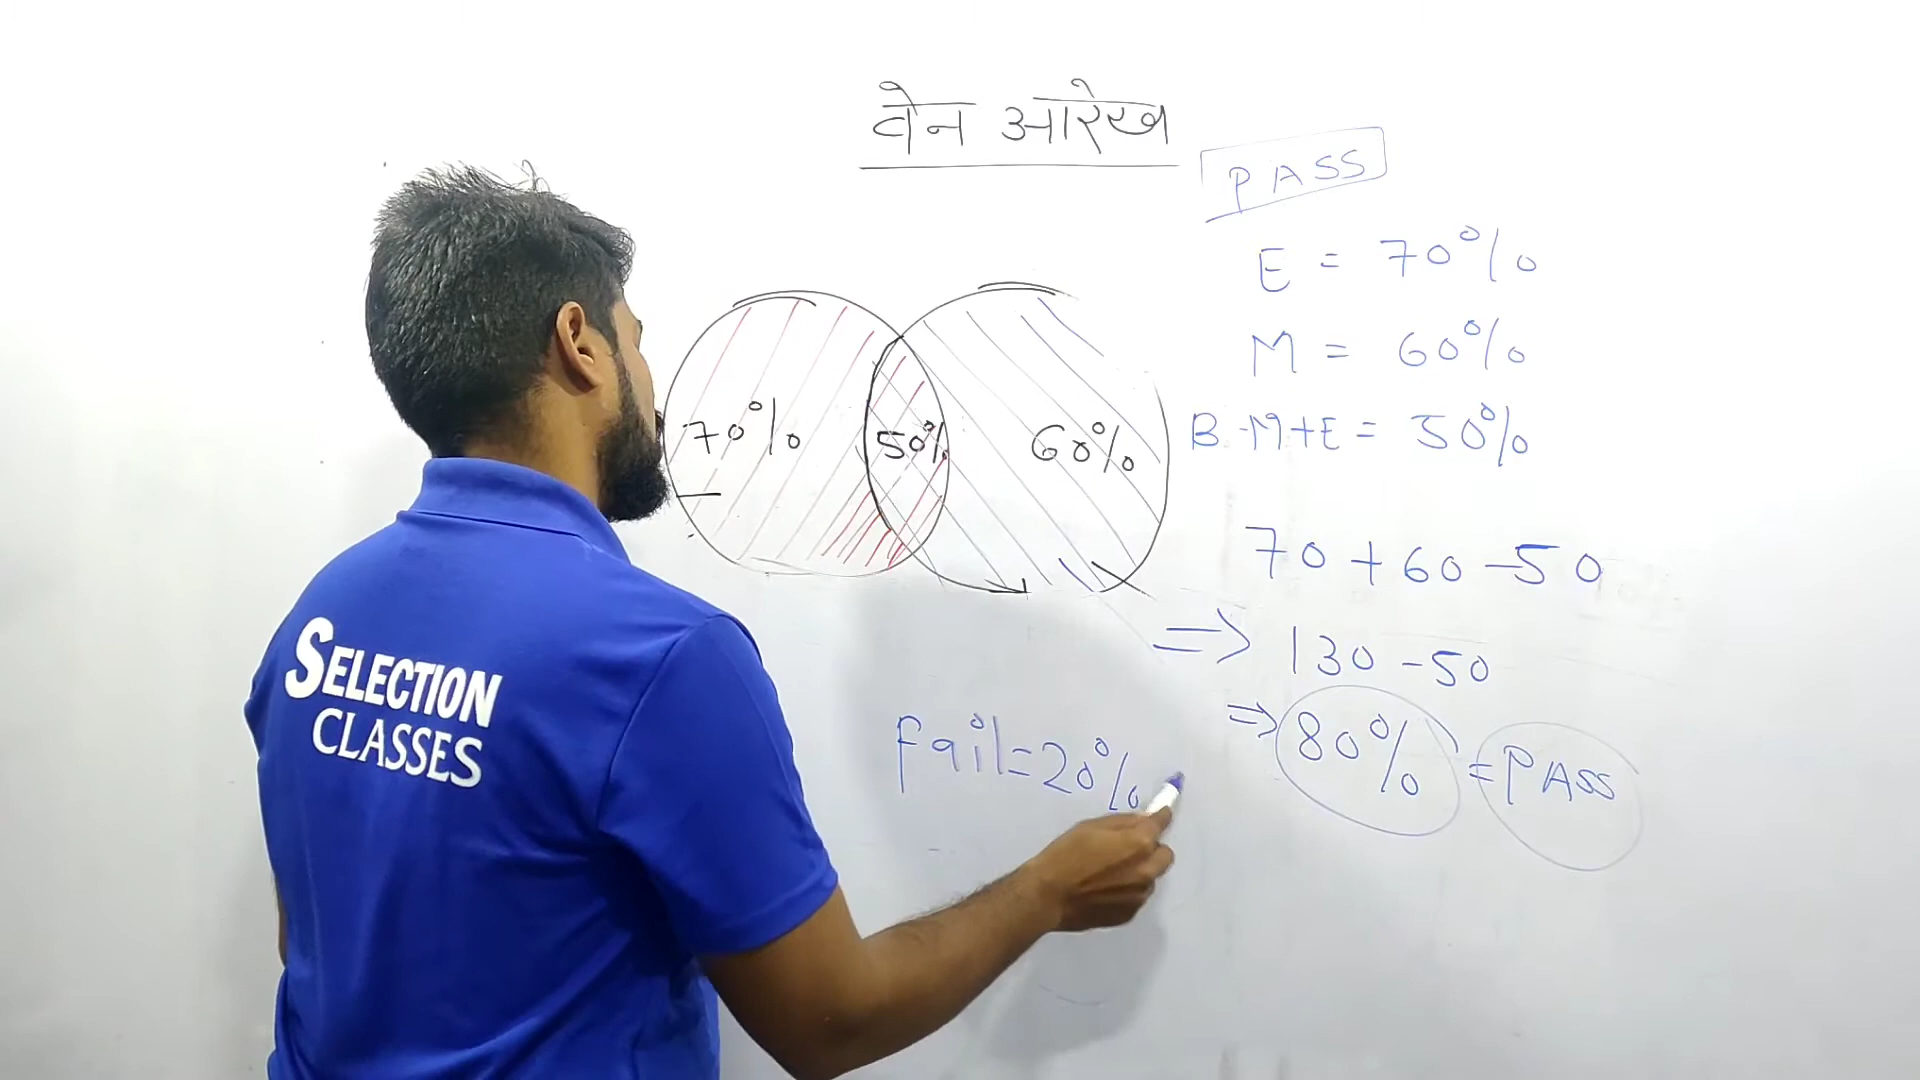 वेन आरेख
PASS
E = 70%
M = 60%
B.M+E = 50%
70% 50% 60%
70 + 60 - 50
⇒ 130 - 50
⇒ 80% = PASS
Fail = 20%
SELECTION
CLASSES